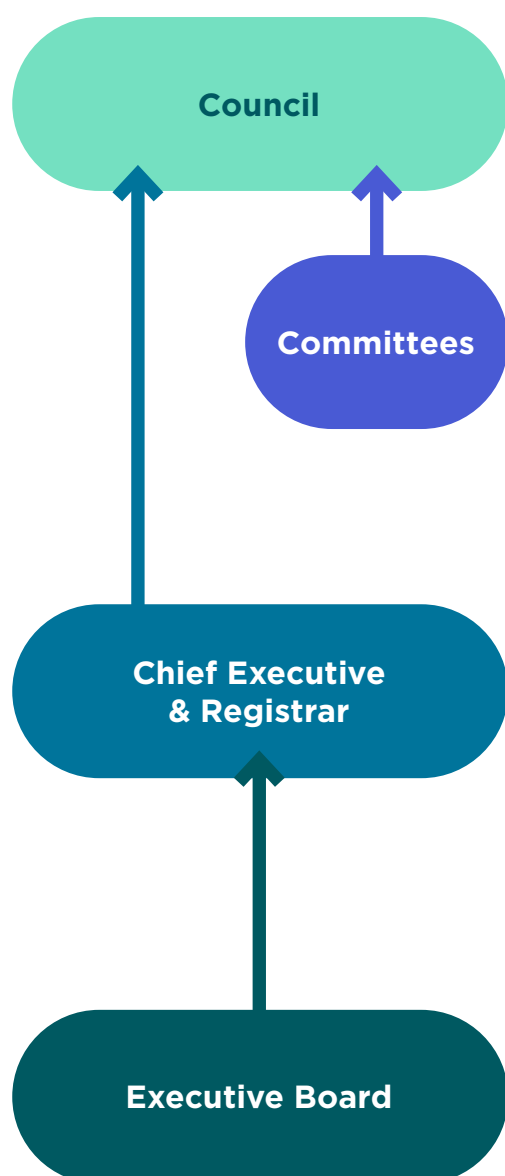 Council
Committees
Chief Executive
& Registrar
Executive Board